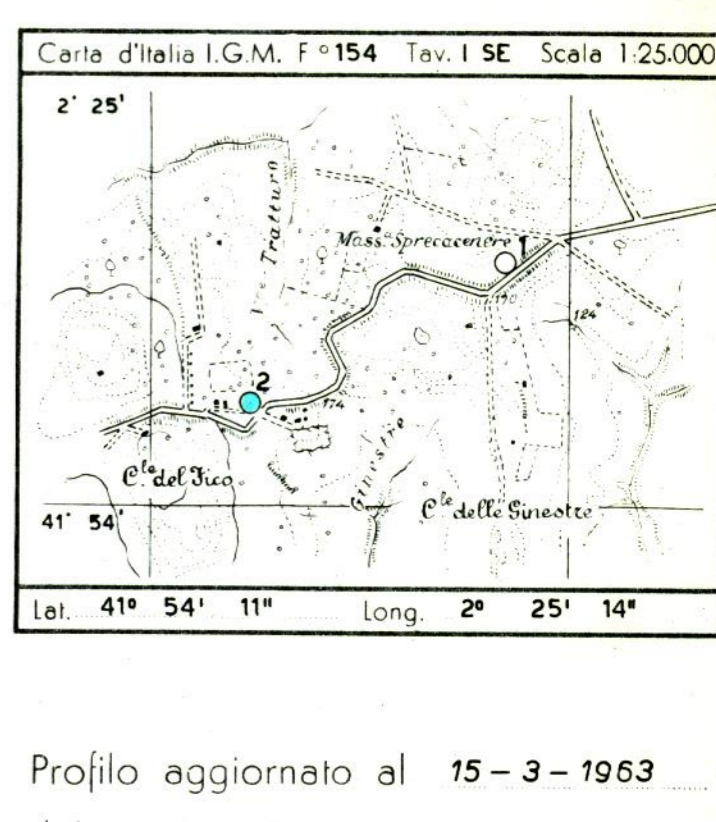 Carta d'Italia I.G.M. F° 154 Tav. I SE Scala 1:25.000
2° 25'
Tratturo
Mass.a Sprecacenere
190
124
2
174
C.le del Fico
Ginestre
C.le delle Ginestre
41° 54'
Lat. 41° 54' 11" Long. 2° 25' 14"
Profilo aggiornato al 15-3-1963